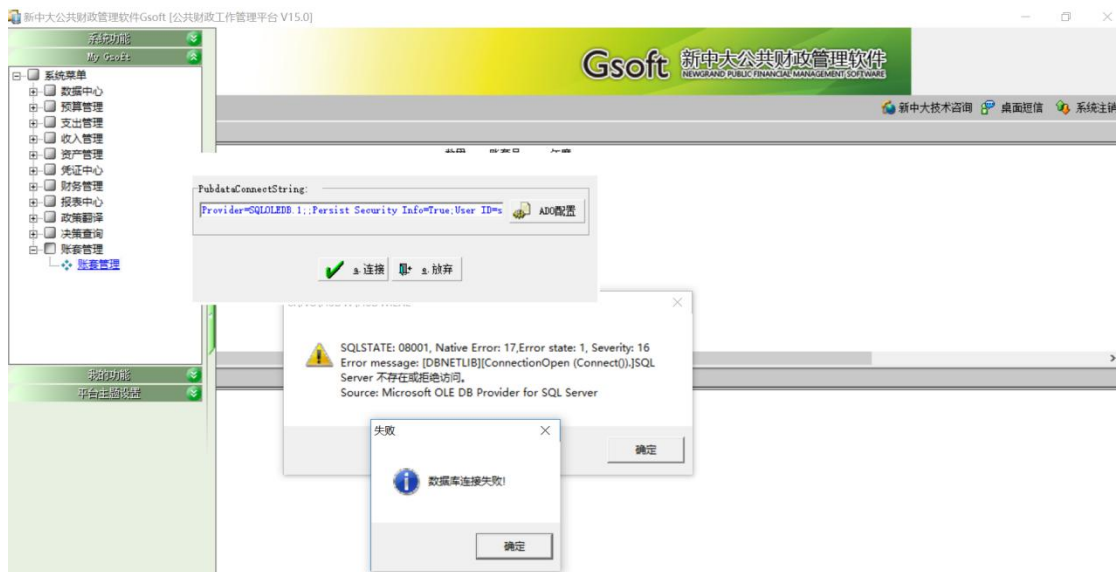 新中大公共财政管理软件Gsoft [公共财政工作管理平台 V15.0]
系统功能
My Gsoft
系统菜单
数据中心
预算管理
支出管理
收入管理
资产管理
凭证中心
财务管理
报表中心
政策翻译
决策查询
账套管理
账套管理
我的功能
平台主题设置
Gsoft 新中大公共财政管理软件
NEWGRAND PUBLIC FINANCIAL MANAGEMENT SOFTWARE
新中大技术咨询 桌面短信 系统注销
PubdataConnectString:
Provider=SQLOLEDB.1;;Persist Security Info=True;User ID=s
ADO配置
a.连接 g.放弃
SQLSTATE: 08001, Native Error: 17,Error state: 1, Severity: 16
Error message: [DBNETLIB][ConnectionOpen (Connect()).]SQL
Server 不存在或拒绝访问。
Source: Microsoft OLE DB Provider for SQL Server
确定
失败
数据库连接失败!
确定